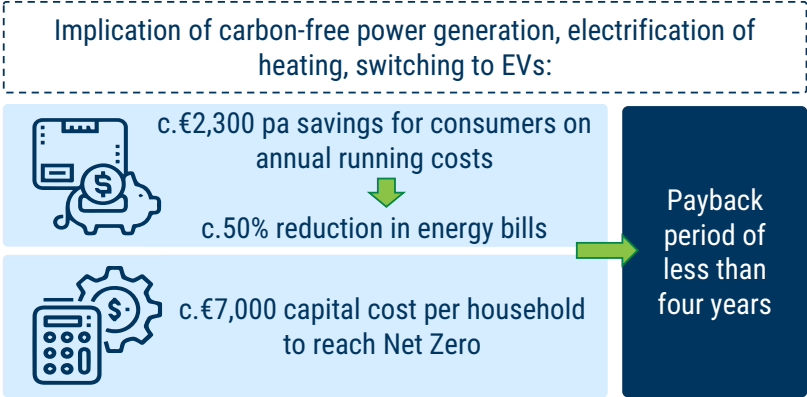 Implication of carbon-free power generation, electrification of
heating, switching to EVs:
c.€2,300 pa savings for consumers on
annual running costs
c.50% reduction in energy bills
c.€7,000 capital cost per household
to reach Net Zero
Payback
period of
less than
four years